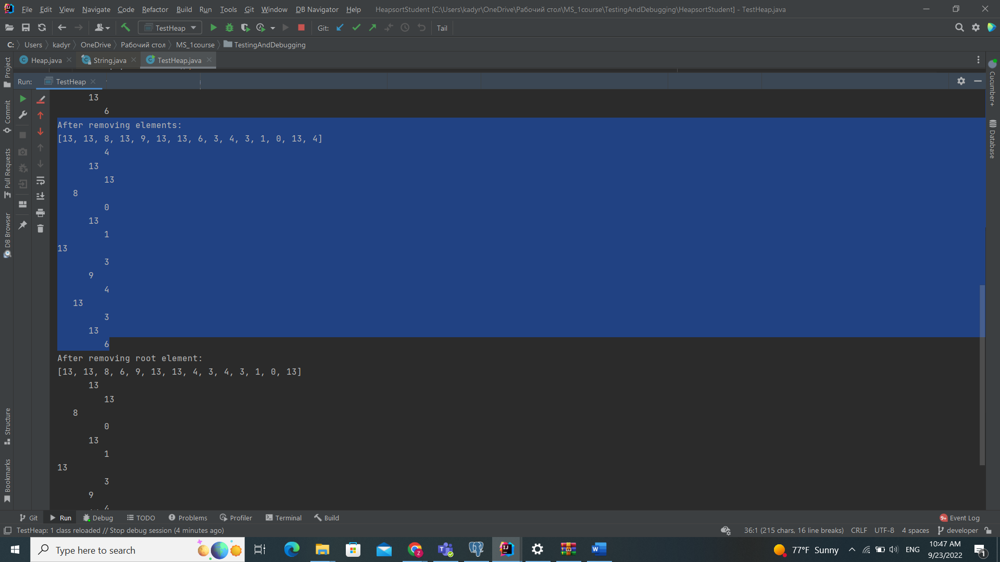 File Edit View Navigate Code Refactor Build Run Tools Git Window DB Navigator Help HeapsortStudent [C:\Users\kadyr\OneDrive\Рабочий стол\MS_1course\TestingAndDebugging\HeapsortStudent] - TestHeap.java
TestHeap Git: Tail
C: Users kadyr OneDrive Рабочий стол MS_1course TestingAndDebugging
Heap.java String.java TestHeap.java
Run: TestHeap
13
6
After removing elements:
[13, 13, 8, 13, 9, 13, 13, 6, 3, 4, 3, 1, 0, 13, 4]
4
13
13
8
0
13
1
13
3
9
4
13
3
13
6
After removing root element:
[13, 13, 8, 6, 9, 13, 13, 4, 3, 4, 3, 1, 0, 13]
13
13
8
0
13
1
13
3
9
4
Project
Commit
Pull Requests
DB Browser
Structure
Bookmarks
Cucumber+
Database
Git Run Debug TODO Problems Profiler Terminal Build 9+ Event Log
TestHeap: 1 class reloaded // Stop debug session (4 minutes ago) 36:1 (215 chars, 16 line breaks) CRLF UTF-8 4 spaces developer
Type here to search 77°F Sunny ENG 10:47 AM
9/23/2022 1